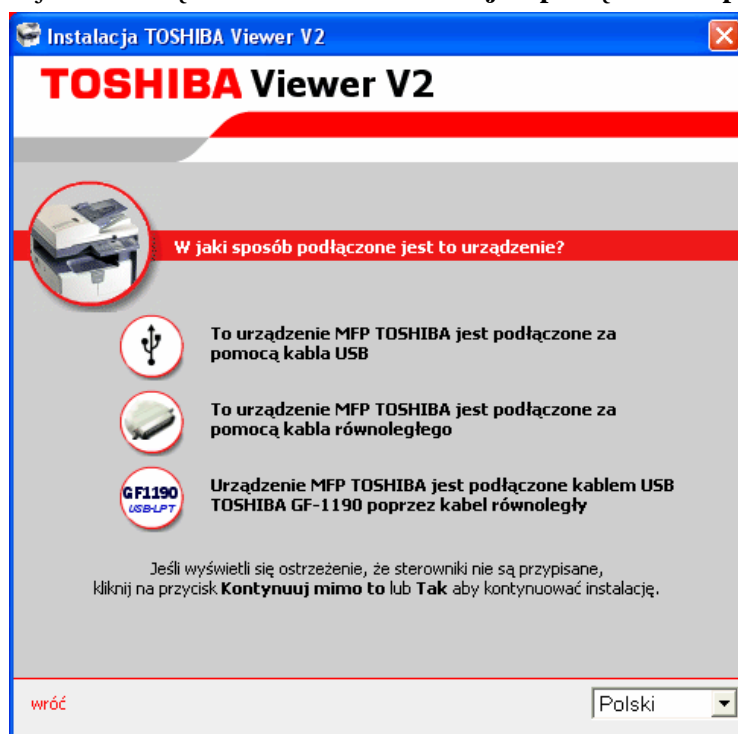 Instalacja TOSHIBA Viewer V2
TOSHIBA Viewer V2
W jaki sposób podłączone jest to urządzenie?
To urządzenie MFP TOSHIBA jest podłączone za
pomocą kabla USB
To urządzenie MFP TOSHIBA jest podłączone za
pomocą kabla równoległego
GF1190
USB-LPT
Urządzenie MFP TOSHIBA jest podłączone kablem USB
TOSHIBA GF-1190 poprzez kabel równoległy
Jeśli wyświetli się ostrzeżenie, że sterowniki nie są przypisane,
kliknij na przycisk Kontynuuj mimo to lub Tak aby kontynuować instalację.
wróć
Polski